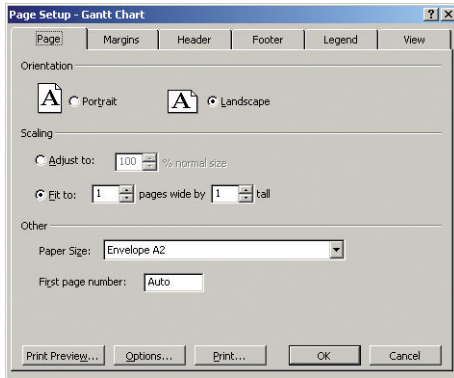 Page Setup - Gantt Chart
Page Margins Header Footer Legend View
Orientation
A Portrait A Landscape
Scaling
Adjust to: 100 % normal size
Fit to: 1 pages wide by 1 tall
Other
Paper Size: Envelope A2
First page number: Auto
Print Preview... Options... Print... OK Cancel